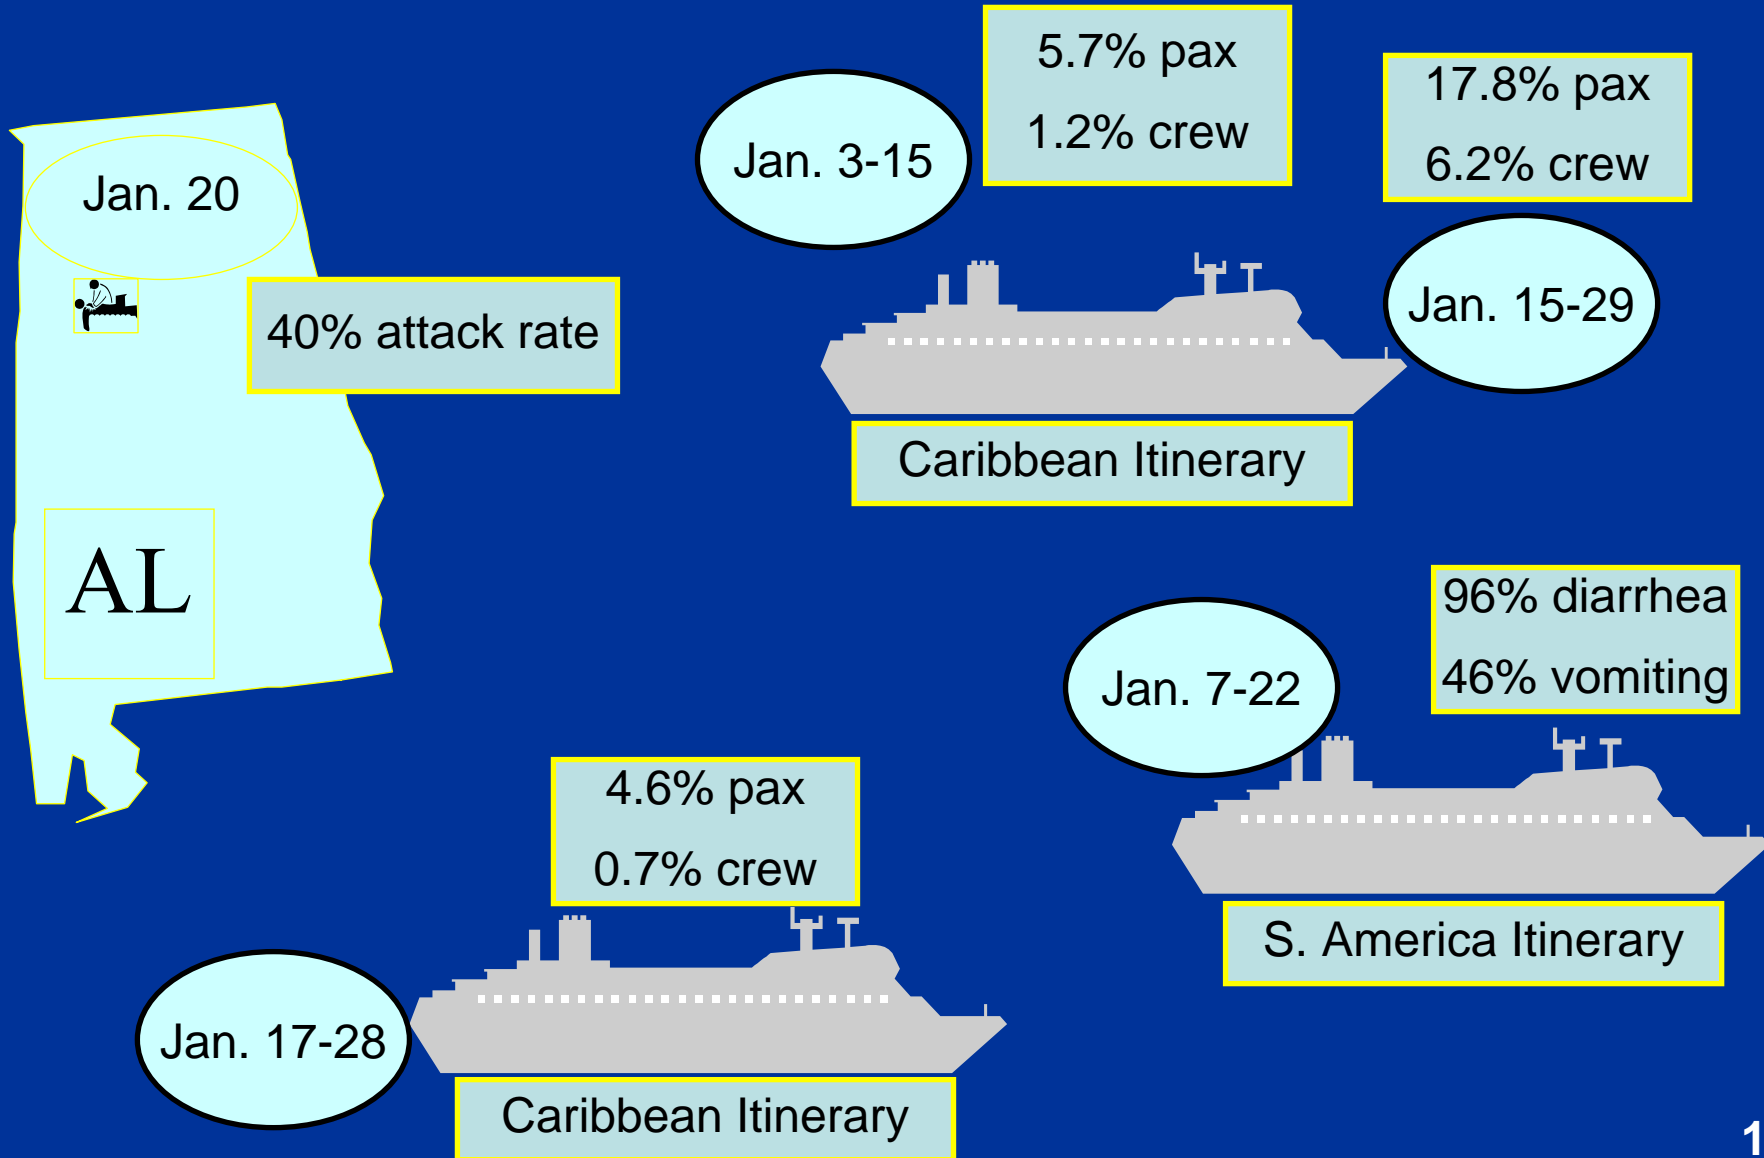 Jan. 20
40% attack rate
AL
Jan. 3-15
5.7% pax
1.2% crew
17.8% pax
6.2% crew
Jan. 15-29
Caribbean Itinerary
Jan. 7-22
96% diarrhea
46% vomiting
S. America Itinerary
4.6% pax
0.7% crew
Jan. 17-28
Caribbean Itinerary
1